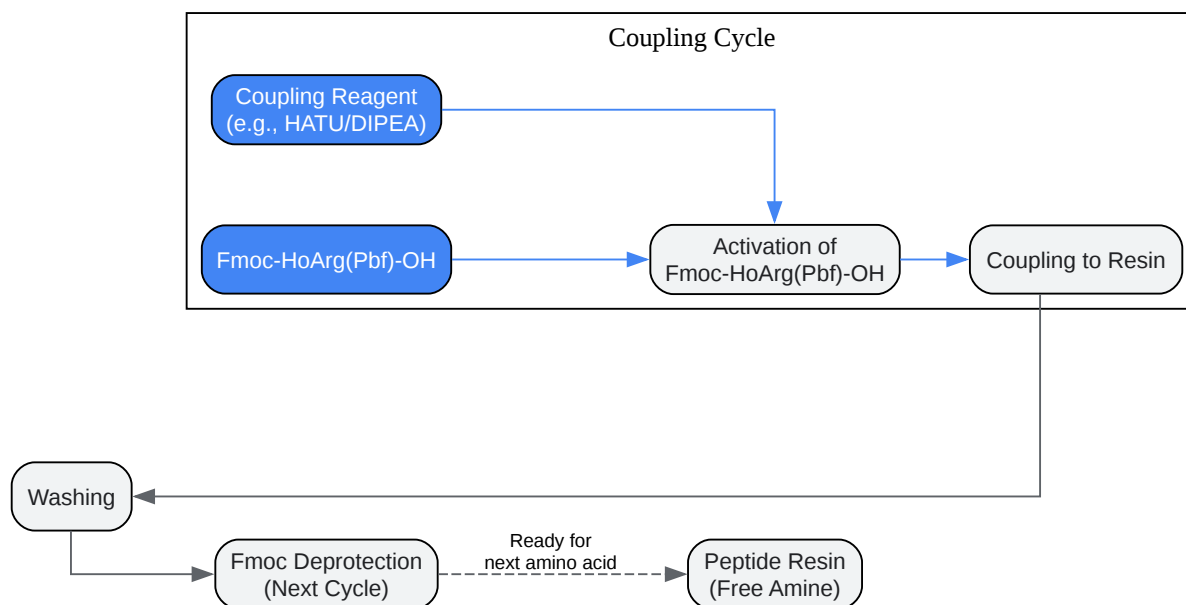 Coupling Cycle
Coupling Reagent
(e.g., HATU/DIPEA)
Fmoc-HoArg(Pbf)-OH
Activation of
Fmoc-HoArg(Pbf)-OH
Coupling to Resin
Washing
Fmoc Deprotection
(Next Cycle)
Ready for
next amino acid
Peptide Resin
(Free Amine)